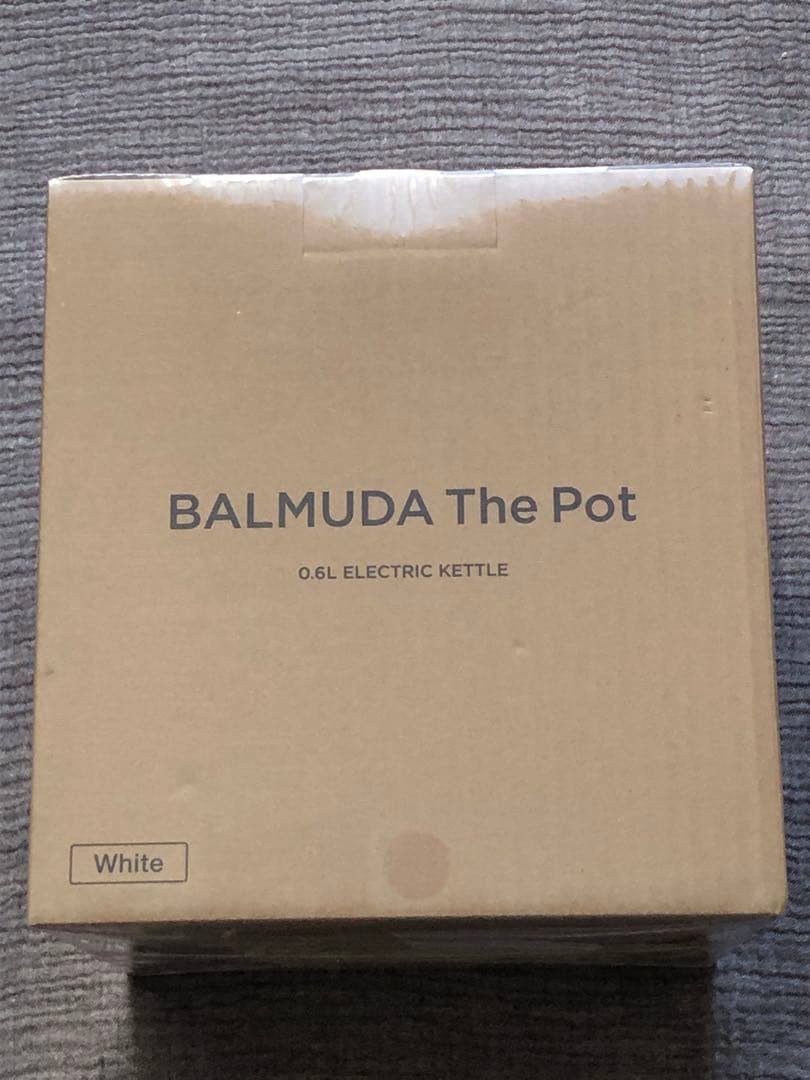 BALMUDA The Pot
0.6L ELECTRIC KETTLE
White